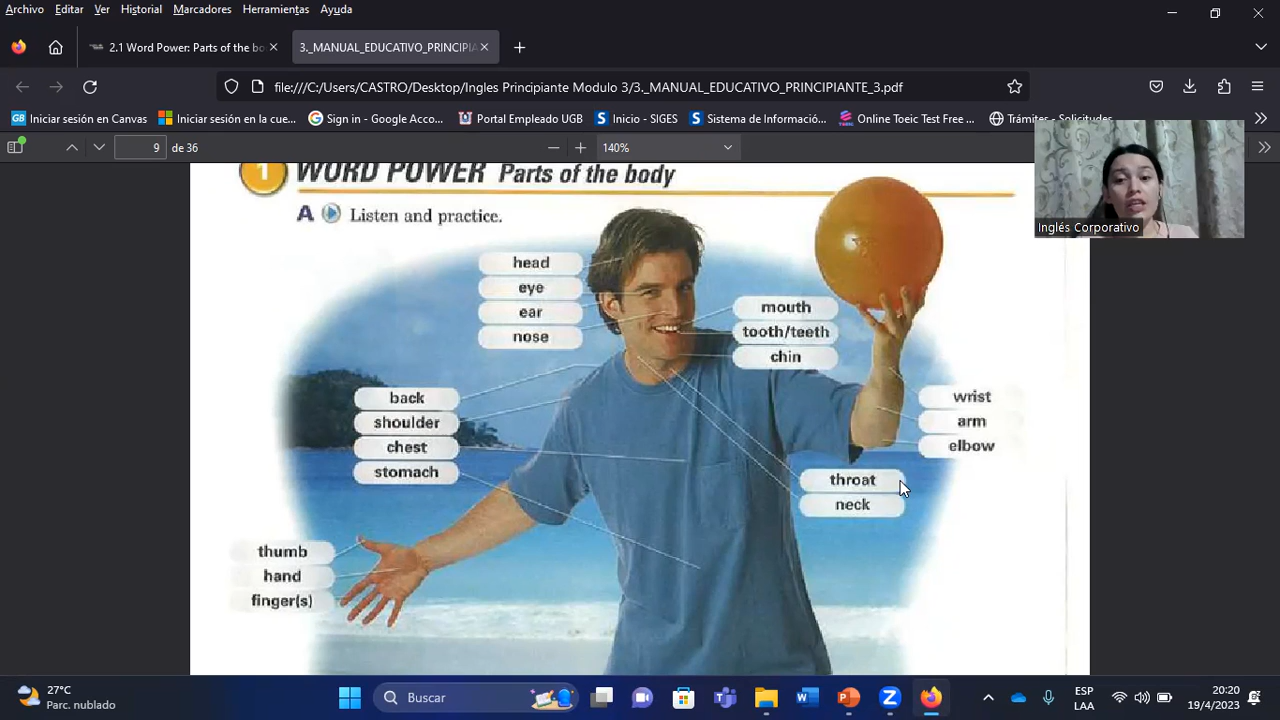 Archivo Editar Ver Historial Marcadores Herramientas Ayuda
2.1 Word Power: Parts of the bo
3._MANUAL_EDUCATIVO_PRINCIPIA
file:///C:/Users/CASTRO/Desktop/Ingles Principiante Modulo 3/3._MANUAL_EDUCATIVO_PRINCIPIANTE_3.pdf
GB Iniciar sesión en Canvas
Iniciar sesión en la cue...
Sign in - Google Acco...
Portal Empleado UGB
S Inicio - SIGES
S Sistema de Informació...
Online Toeic Test Free ...
Trámites - Solicitudes
9 de 36
140%
Inglés Corporativo
1 WORD POWER Parts of the body
A Listen and practice.
head
eye
ear
nose
mouth
tooth/teeth
chin
back
shoulder
chest
stomach
wrist
arm
elbow
throat
neck
thumb
hand
finger(s)
27°C
Parc. nublado
Buscar
ESP
LAA
20:20
19/4/2023